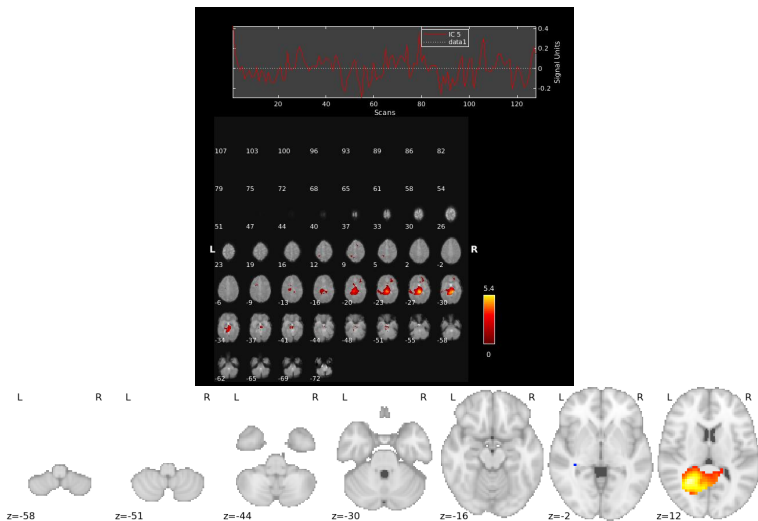 IC 5
data1
0.4
0.2
0
-0.2
Signal Units
20 40 60 80 100 120
Scans
107 103 100 96 93 89 86 82
79 75 72 68 65 61 58 54
51 47 44 40 37 33 30 26
L R
23 19 16 12 9 5 2 -2
-6 -9 -13 -16 -20 -23 -27 -30
5.4
-34 -37 -41 -44 -48 -51 -55 -58
0
-62 -65 -69 -72
L R L R L R L R L R L R L R
z=-58 z=-51 z=-44 z=-30 z=-16 z=-2 z=12